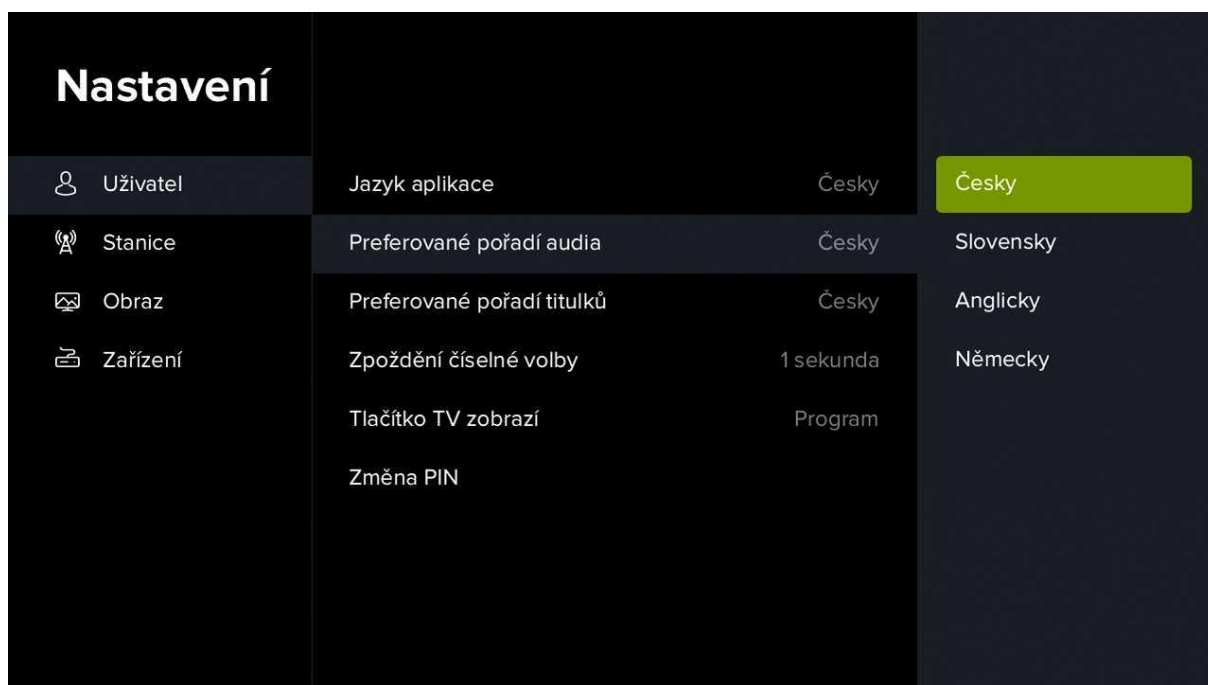 Nastavení
Uživatel
Stanice
Obraz
Zařízení
Jazyk aplikace Česky
Preferované pořadí audia Česky
Preferované pořadí titulků Česky
Zpoždění číselné volby 1 sekunda
Tlačítko TV zobrazí Program
Změna PIN
Česky
Slovensky
Anglicky
Německy